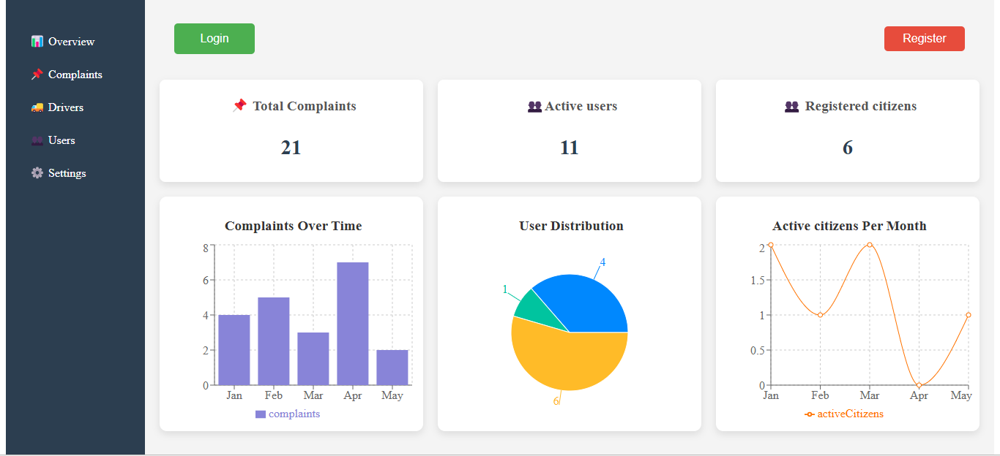 Overview
Complaints
Drivers
Users
Settings
Login
Register
Total Complaints
21
Active users
11
Registered citizens
6
Complaints Over Time
8
6
4
2
0
Jan Feb Mar Apr May
complaints
User Distribution
4
1
6
Active citizens Per Month
2
1.5
1
0.5
0
Jan Feb Mar Apr May
activeCitizens